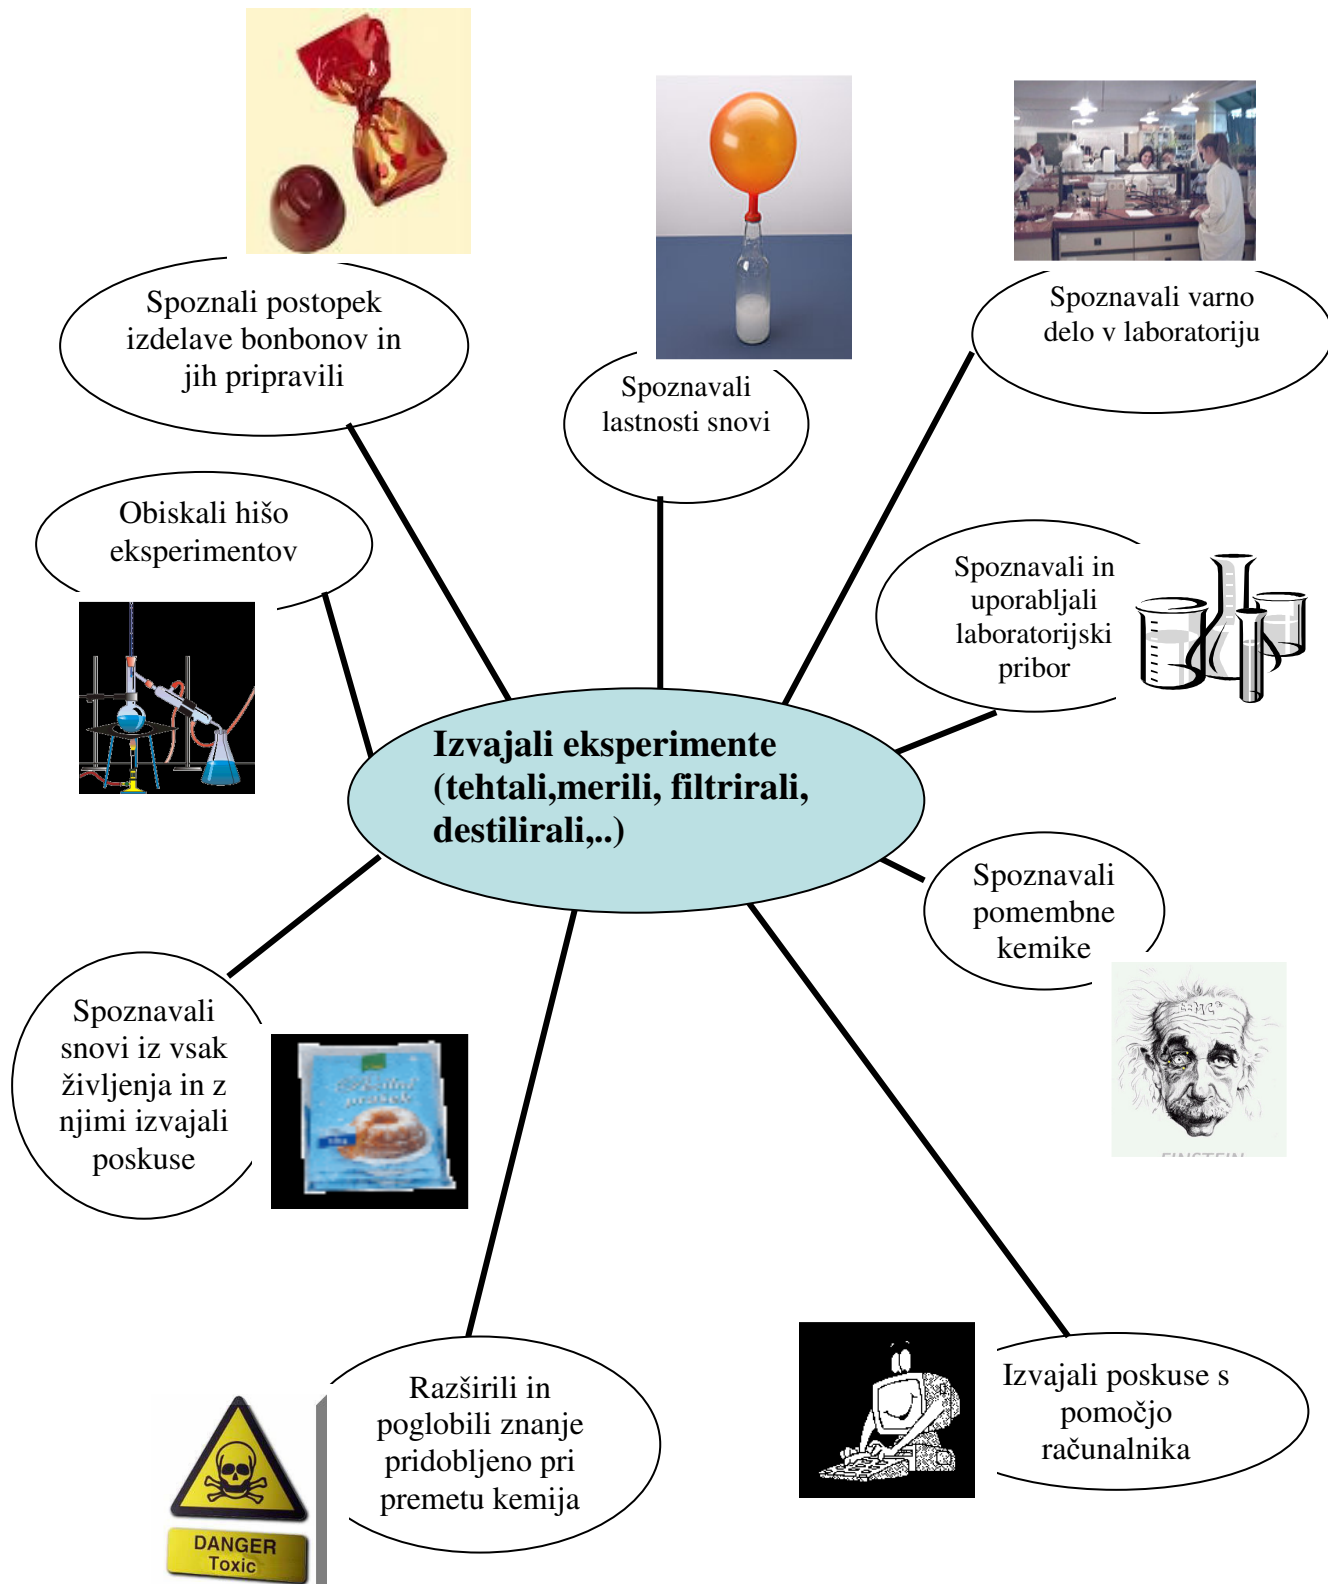 Spoznali postopek
izdelave bonbonov in
jih pripravili
Spoznavali
lastnosti snovi
Spoznavali varno
delo v laboratoriju
Obiskali hišo
eksperimentov
Spoznavali in
uporabljali
laboratorijski
pribor
Izvajali eksperimente
(tehtali,merili, filtrirali,
destilirali,..)
Spoznavali
pomembne
kemike
EINSTEIN
Spoznavali
snovi iz vsak
življenja in z
njimi izvajali
poskuse
prašek
Razširili in
poglobili znanje
pridobljeno pri
premetu kemija
DANGER
Toxic
Izvajali poskuse s
pomočjo
računalnika